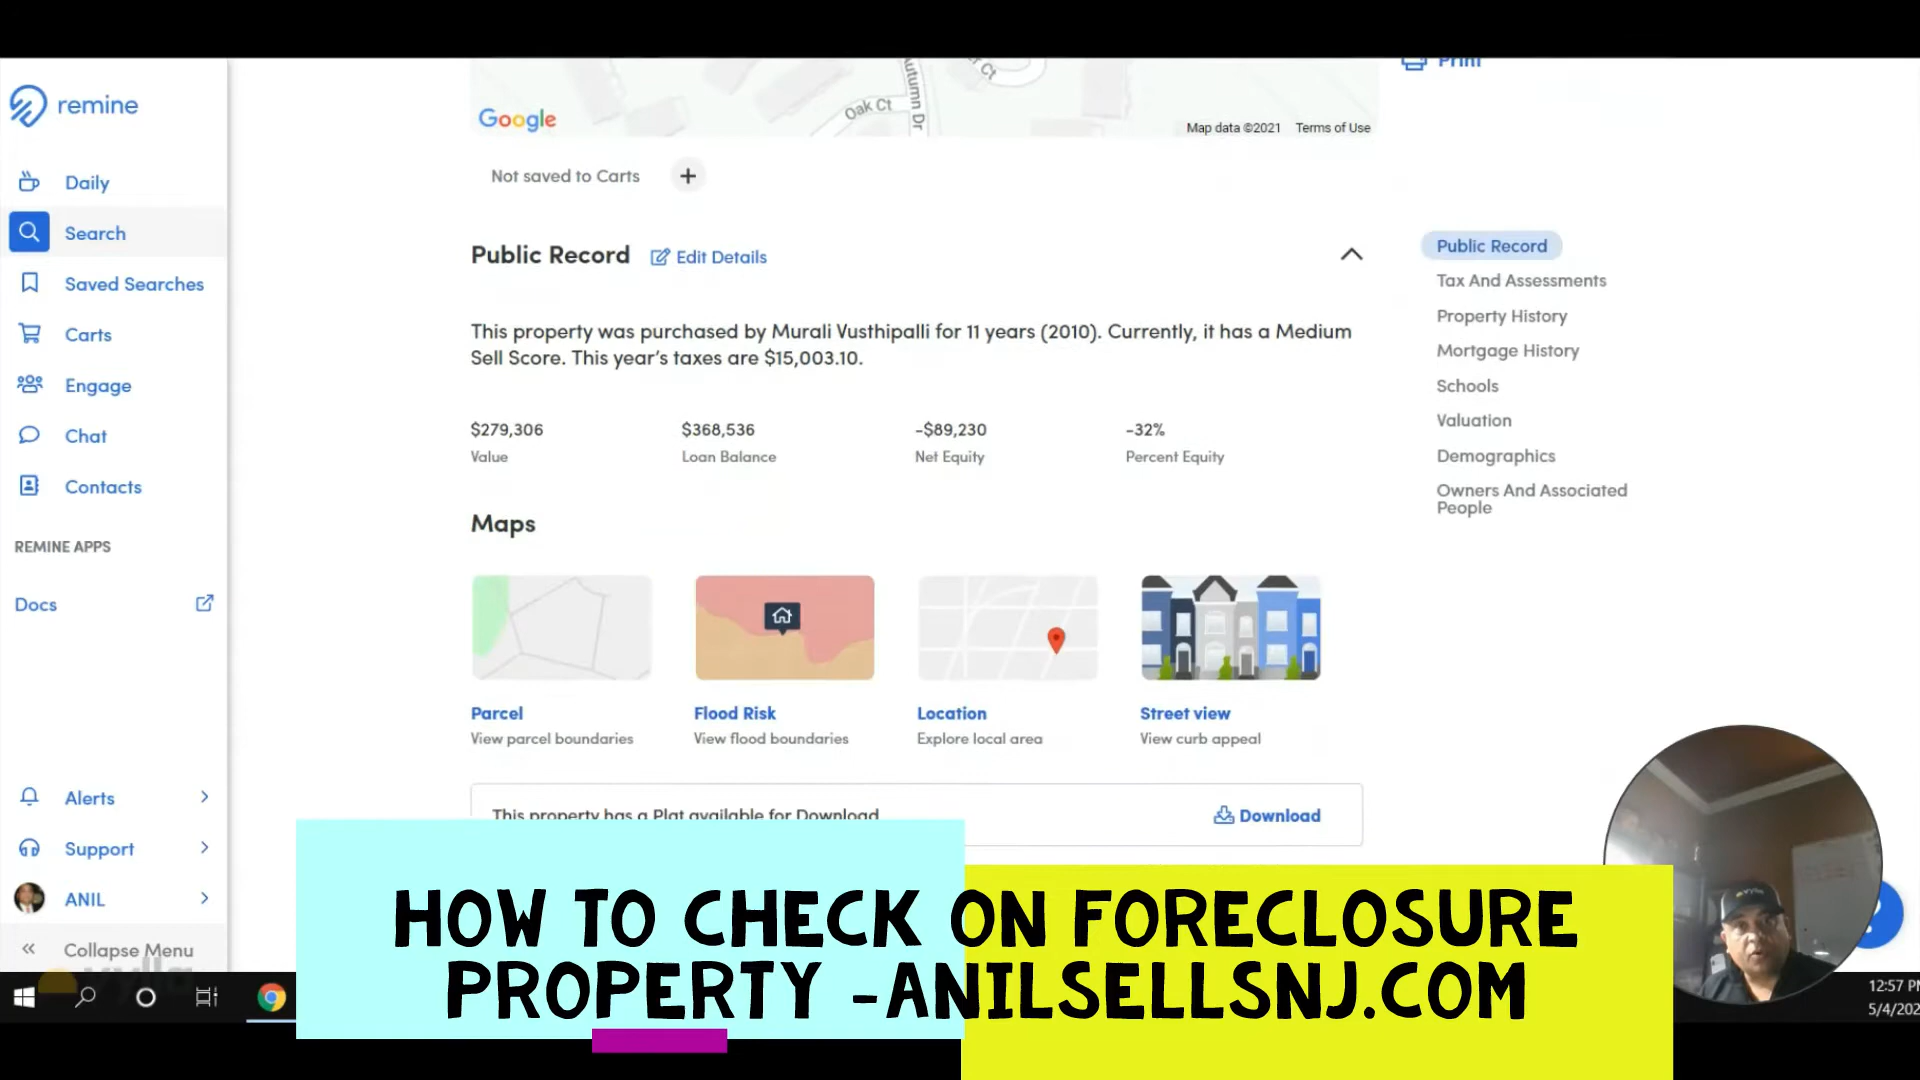 Print
remine
Autumn Dr
Oak Ct
Ct
Google
Map data ©2021 Terms of Use
Daily
Search
Saved Searches
Carts
Engage
Chat
Contacts
REMINE APPS
Docs
Alerts
Support
ANIL
Collapse Menu
Not saved to Carts
Public Record Edit Details
This property was purchased by Murali Vusthipalli for 11 years (2010). Currently, it has a Medium
Sell Score. This year's taxes are $15,003.10.
$279,306 $368,536 -$89,230 -32%
Value Loan Balance Net Equity Percent Equity
Maps
Parcel Flood Risk Location Street view
View parcel boundaries View flood boundaries Explore local area View curb appeal
This property has a Plat available for Download
Download
Public Record
Tax And Assessments
Property History
Mortgage History
Schools
Valuation
Demographics
Owners And Associated
People
HOW TO CHECK ON FORECLOSURE
PROPERTY -ANILSELLSNJ.COM
12:57 PM
5/4/202